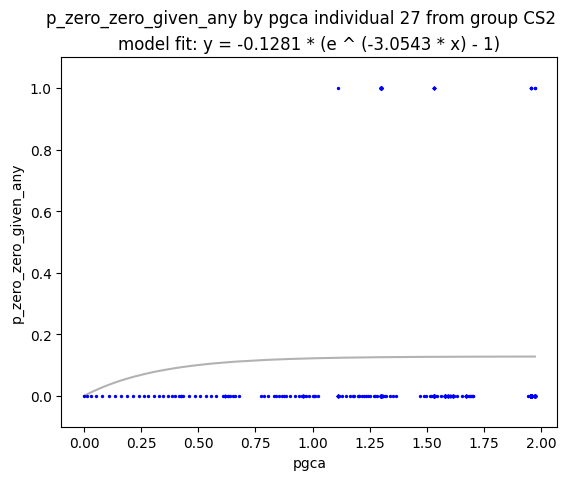 p_zero_zero_given_any by pgca individual 27 from group CS2
model fit: y = -0.1281 * (e ^ (-3.0543 * x) - 1)
1.0
0.8
0.6
0.4
0.2
0.0
p_zero_zero_given_any
0.00 0.25 0.50 0.75 1.00 1.25 1.50 1.75 2.00
pgca